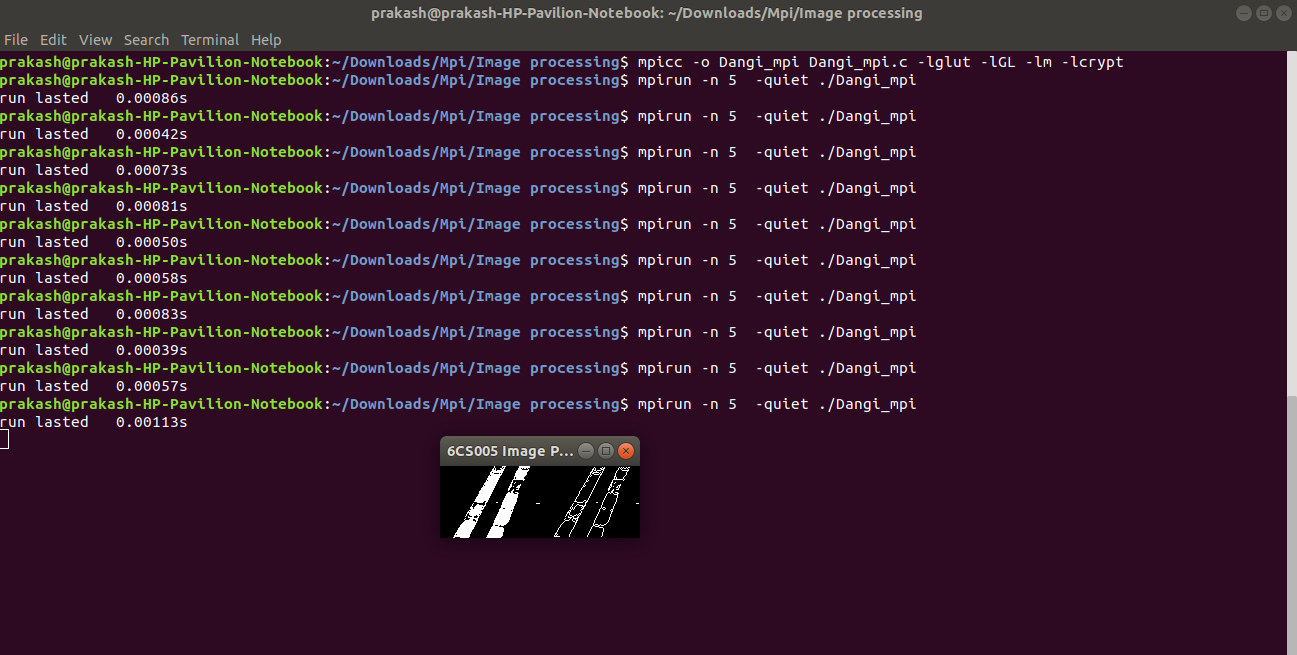 prakash@prakash-HP-Pavilion-Notebook: ~/Downloads/Mpi/Image processing
File Edit View Search Terminal Help
prakash@prakash-HP-Pavilion-Notebook:~/Downloads/Mpi/Image processing$ mpicc -o Dangi_mpi Dangi_mpi.c -lglut -lGL -lm -lcrypt
prakash@prakash-HP-Pavilion-Notebook:~/Downloads/Mpi/Image processing$ mpirun -n 5  -quiet ./Dangi_mpi
run lasted   0.00086s
prakash@prakash-HP-Pavilion-Notebook:~/Downloads/Mpi/Image processing$ mpirun -n 5  -quiet ./Dangi_mpi
run lasted   0.00042s
prakash@prakash-HP-Pavilion-Notebook:~/Downloads/Mpi/Image processing$ mpirun -n 5  -quiet ./Dangi_mpi
run lasted   0.00073s
prakash@prakash-HP-Pavilion-Notebook:~/Downloads/Mpi/Image processing$ mpirun -n 5  -quiet ./Dangi_mpi
run lasted   0.00081s
prakash@prakash-HP-Pavilion-Notebook:~/Downloads/Mpi/Image processing$ mpirun -n 5  -quiet ./Dangi_mpi
run lasted   0.00050s
prakash@prakash-HP-Pavilion-Notebook:~/Downloads/Mpi/Image processing$ mpirun -n 5  -quiet ./Dangi_mpi
run lasted   0.00058s
prakash@prakash-HP-Pavilion-Notebook:~/Downloads/Mpi/Image processing$ mpirun -n 5  -quiet ./Dangi_mpi
run lasted   0.00083s
prakash@prakash-HP-Pavilion-Notebook:~/Downloads/Mpi/Image processing$ mpirun -n 5  -quiet ./Dangi_mpi
run lasted   0.00039s
prakash@prakash-HP-Pavilion-Notebook:~/Downloads/Mpi/Image processing$ mpirun -n 5  -quiet ./Dangi_mpi
run lasted   0.00057s
prakash@prakash-HP-Pavilion-Notebook:~/Downloads/Mpi/Image processing$ mpirun -n 5  -quiet ./Dangi_mpi
run lasted   0.00113s
6CS005 Image P...